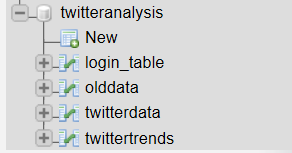 twitteranalysis
New
login_table
olddata
twitterdata
twittertrends